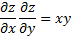 ∂z/∂x ∂z/∂y = xy